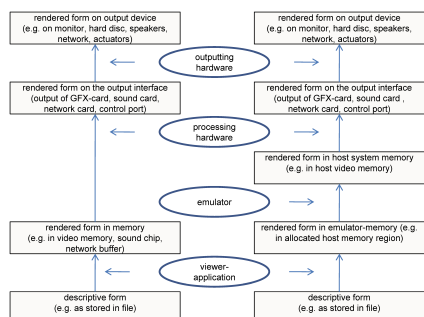 rendered form on output device
(e.g. on monitor, hard disc, speakers,
network, actuators)
rendered form on output device
(e.g. on monitor, hard disc, speakers,
network, actuators)
outputting
hardware
rendered form on the output interface
(output of GFX-card, sound card,
network card, control port)
rendered form on the output interface
(output of GFX-card, sound card ,
network card, control port)
processing
hardware
rendered form in host system memory
(e.g. in host video memory)
emulator
rendered form in memory
(e.g. in video memory, sound chip,
network buffer)
rendered form in emulator-memory (e.g.
in allocated host memory region)
viewer-
application
descriptive form
(e.g. as stored in file)
descriptive form
(e.g. as stored in file)